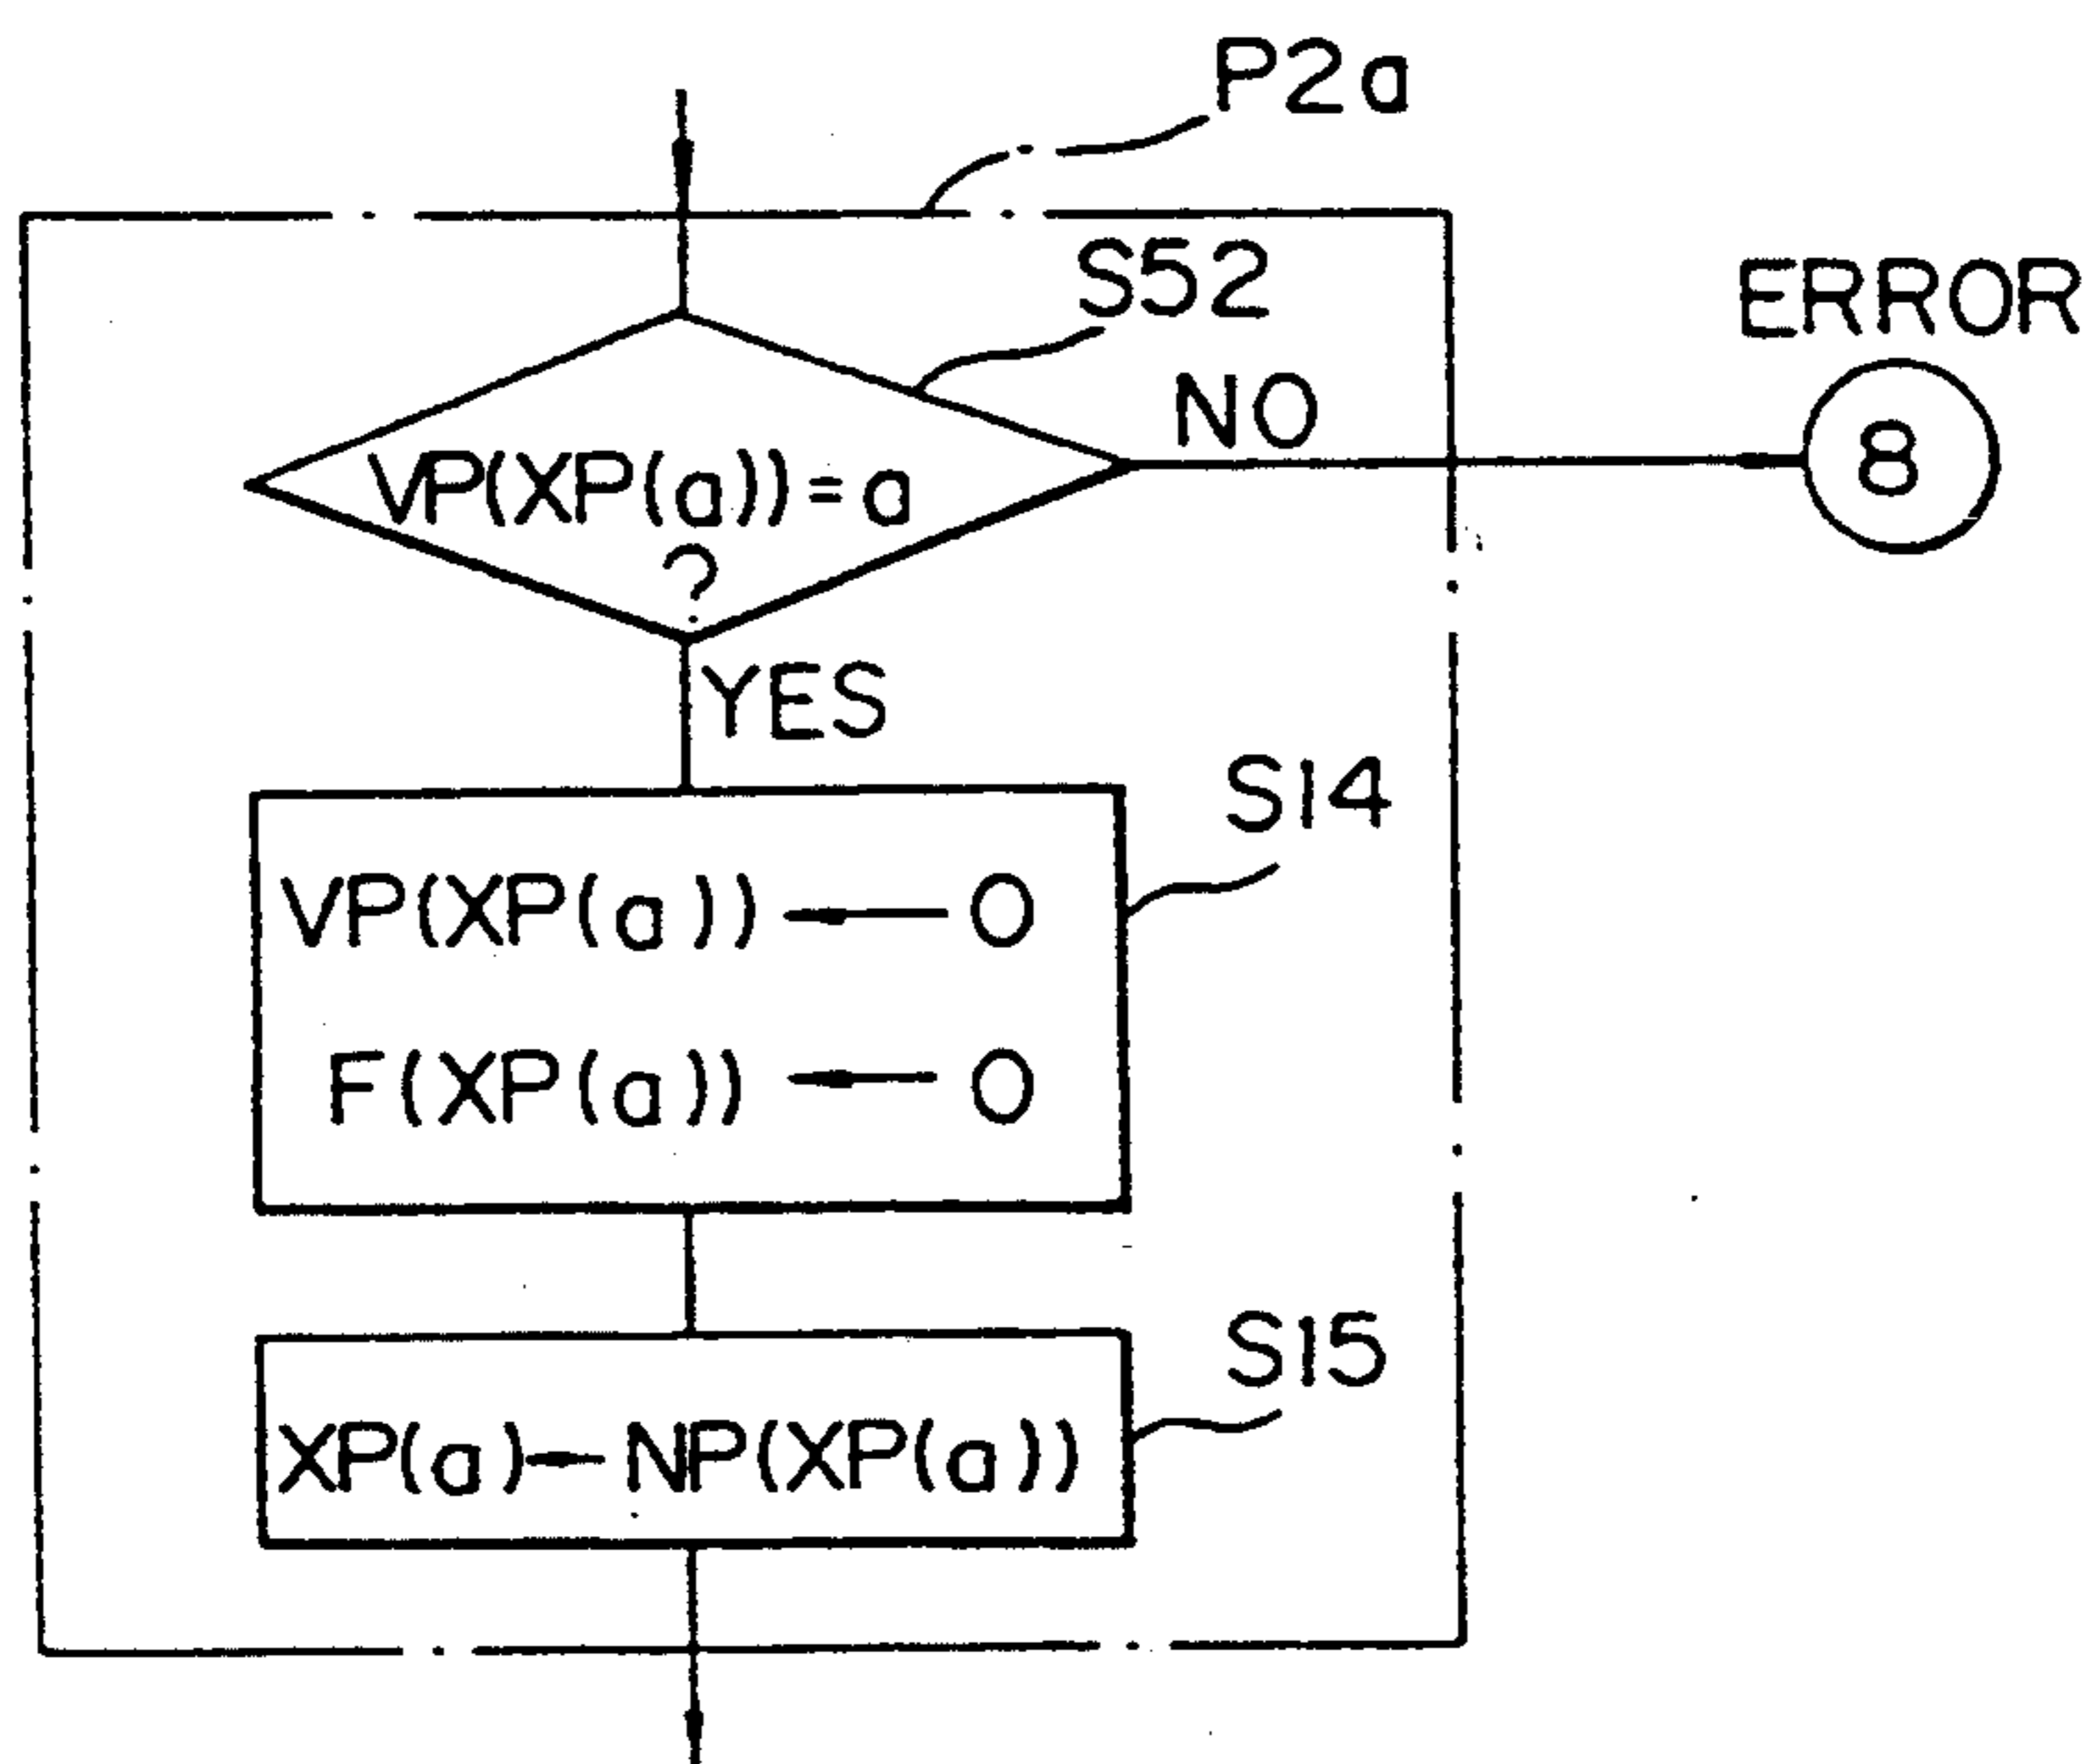 P2a
S52
ERROR
NO
8
VP(XP(a))=a
?
YES
S14
VP(XP(a))←0
F(XP(a))←0
S15
XP(a)←NP(XP(a))